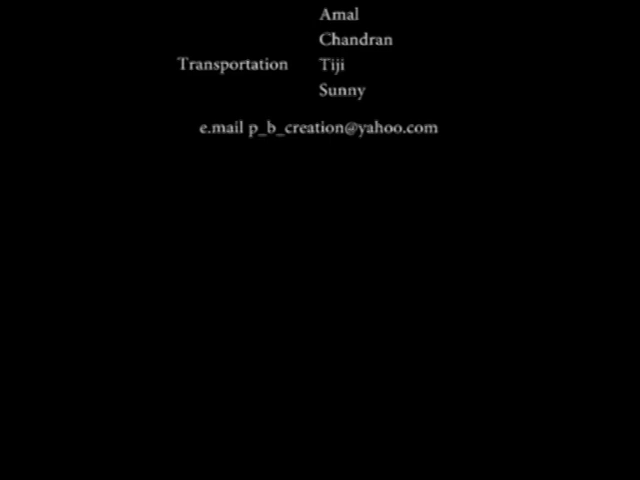 Amal
Chandran
Transportation Tiji
Sunny
e.mail p_b_creation@yahoo.com